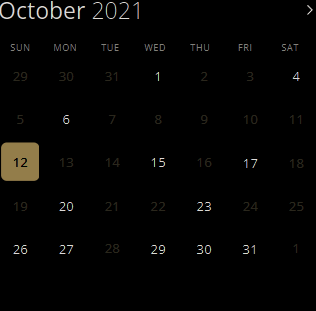 October 2021
SUN MON TUE WED THU FRI SAT
29 30 31 1 2 3 4
5 6 7 8 9 10 11
12 13 14 15 16 17 18
19 20 21 22 23 24 25
26 27 28 29 30 31 1